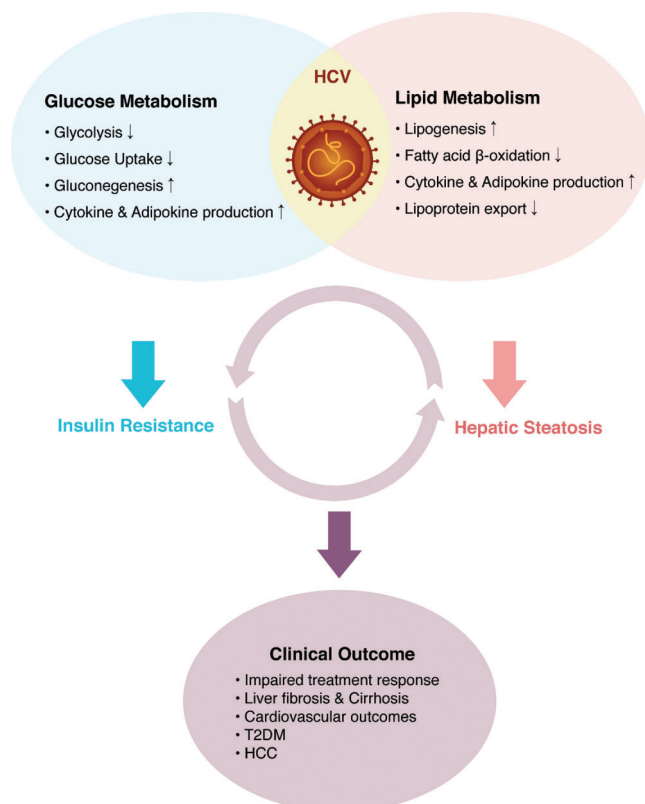 HCV
Glucose Metabolism
• Glycolysis ↓
• Glucose Uptake ↓
• Gluconegenesis ↑
• Cytokine & Adipokine production ↑
Lipid Metabolism
• Lipogenesis ↑
• Fatty acid β-oxidation ↓
• Cytokine & Adipokine production ↑
• Lipoprotein export ↓
Insulin Resistance
Hepatic Steatosis
Clinical Outcome
• Impaired treatment response
• Liver fibrosis & Cirrhosis
• Cardiovascular outcomes
• T2DM
• HCC